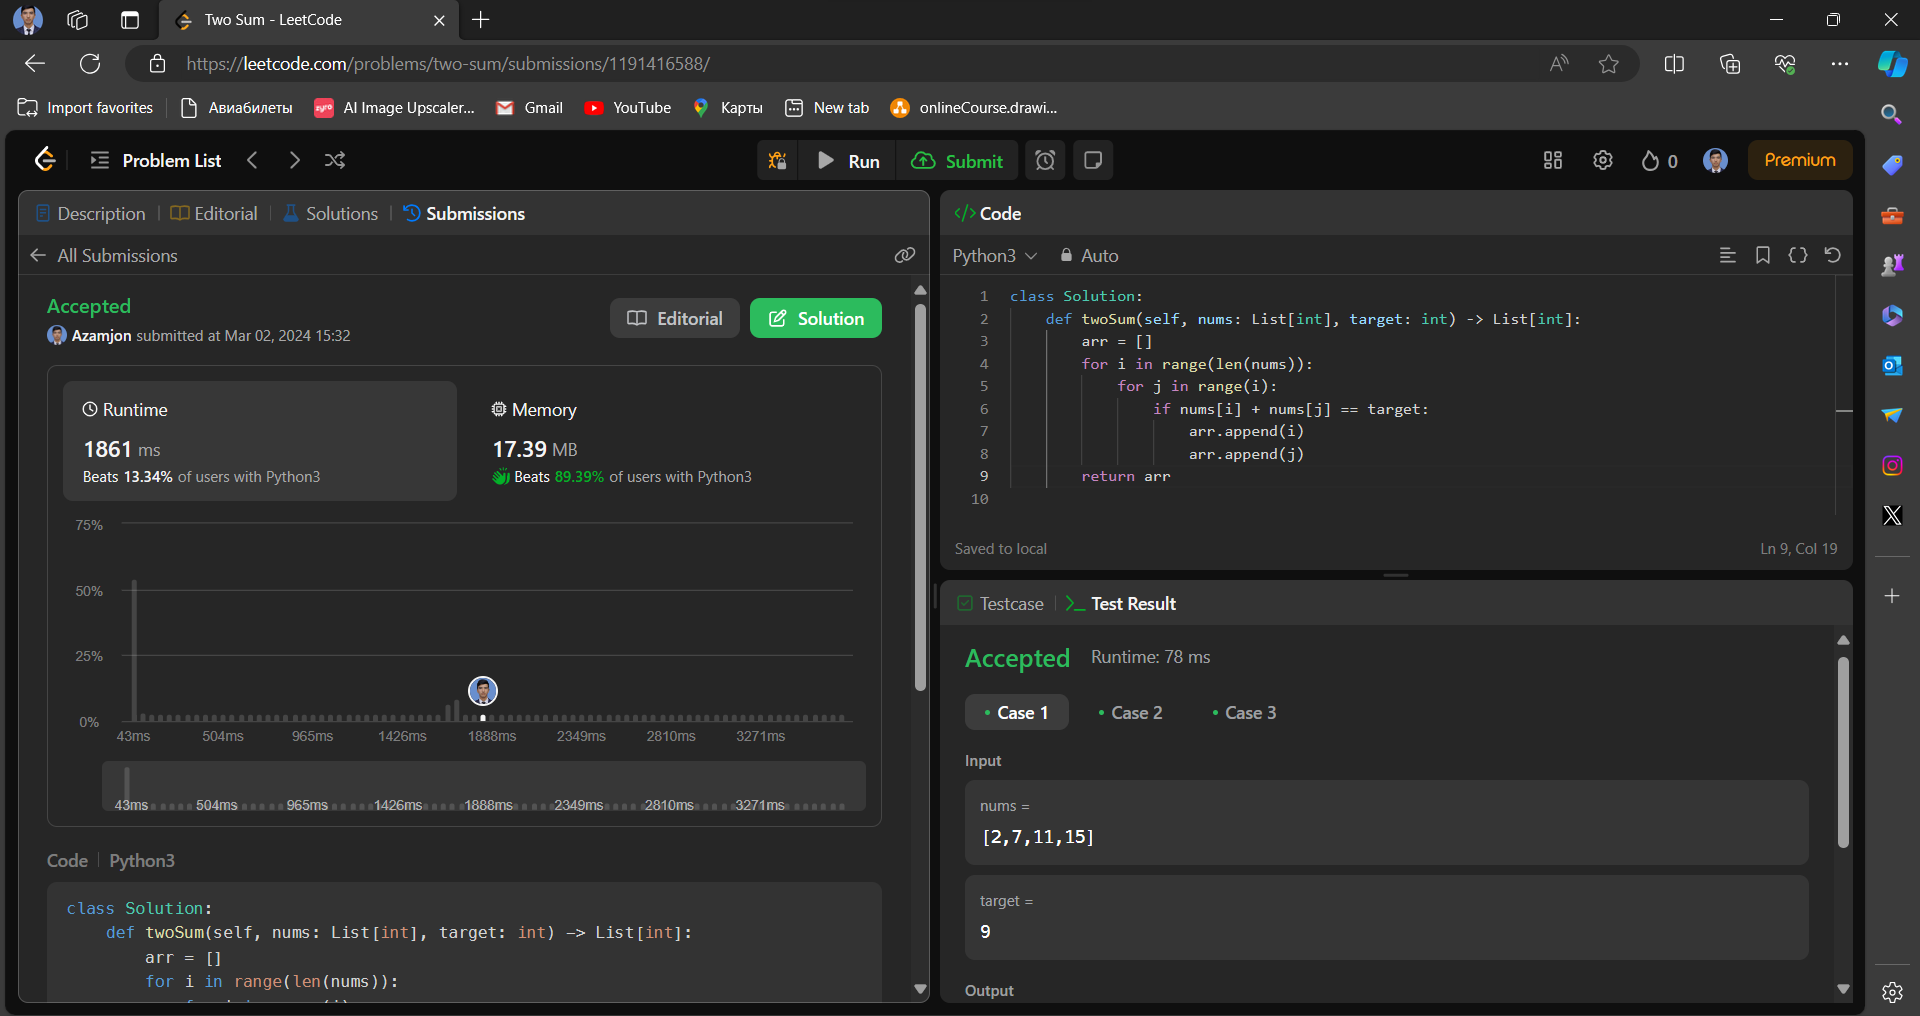 Two Sum - LeetCode
https://leetcode.com/problems/two-sum/submissions/1191416588/
Import favorites
Авиабилеты
zyro
AI Image Upscaler...
Gmail
YouTube
Карты
New tab
onlineCourse.drawi...
Problem List
Run
Submit
0
Premium
Description
Editorial
Solutions
Submissions
All Submissions
Accepted
Azamjon submitted at Mar 02, 2024 15:32
Editorial
Solution
Runtime
1861 ms
Beats 13.34% of users with Python3
Memory
17.39 MB
Beats 89.39% of users with Python3
75%
50%
25%
0%
43ms 504ms 965ms 1426ms 1888ms 2349ms 2810ms 3271ms
43ms 504ms 965ms 1426ms 1888ms 2349ms 2810ms 3271ms
Code Python3
class Solution:
def twoSum(self, nums: List[int], target: int) -> List[int]:
arr = []
for i in range(len(nums)):
</> Code
Python3 Auto
1 class Solution:
2 def twoSum(self, nums: List[int], target: int) -> List[int]:
3 arr = []
4 for i in range(len(nums)):
5 for j in range(i):
6 if nums[i] + nums[j] == target:
7 arr.append(i)
8 arr.append(j)
9 return arr
10
Saved to local
Ln 9, Col 19
Testcase
Test Result
Accepted Runtime: 78 ms
Case 1
Case 2
Case 3
Input
nums =
[2,7,11,15]
target =
9
Output